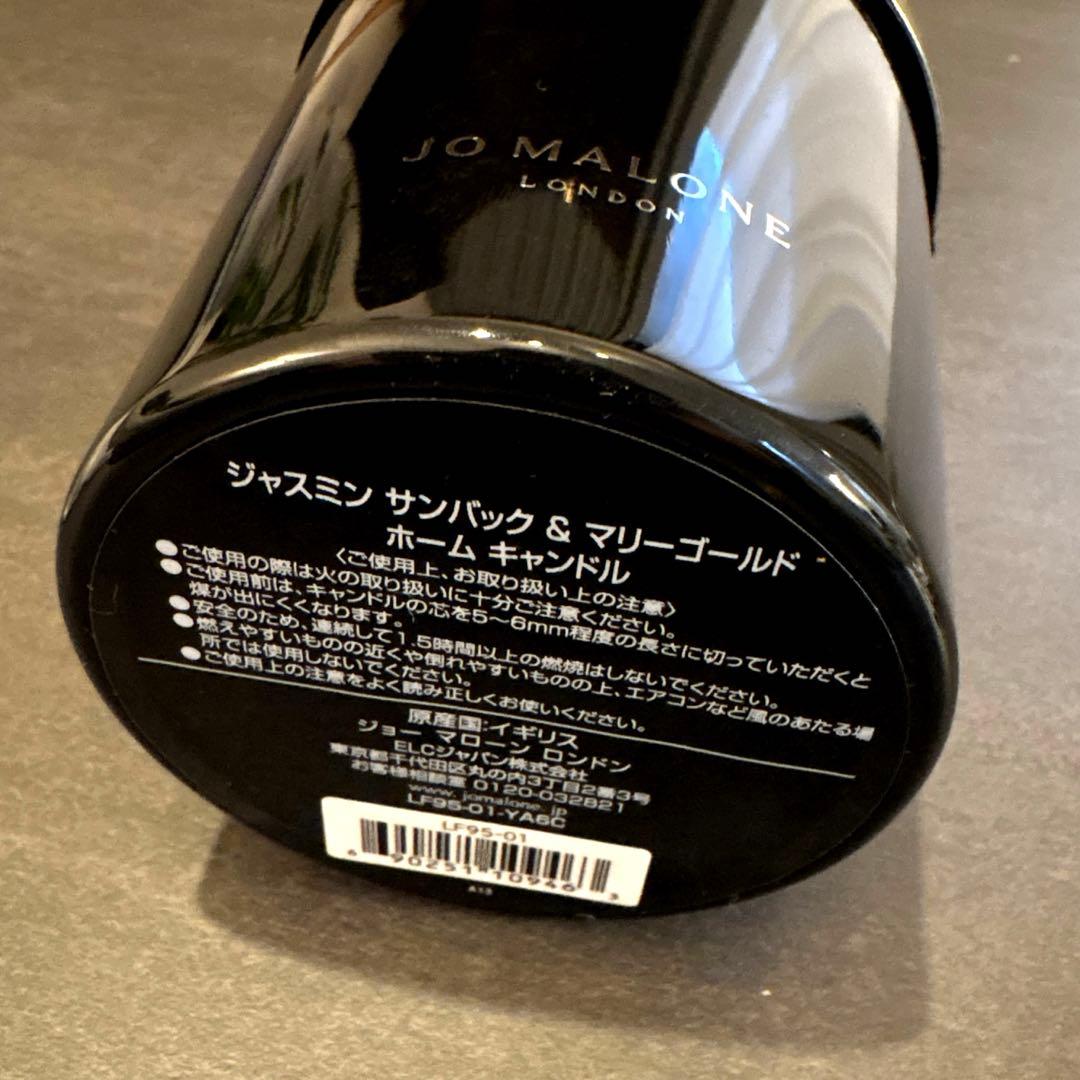 JO MALONE
LONDON
ジャスミン サンバック & マリーゴールド
ホーム キャンドル
〈ご使用上、お取り扱い上の注意〉
●ご使用の際は火の取り扱いに十分ご注意ください。
●ご使用前は、キャンドルの芯を5〜6mm程度の長さに切っていただくと
煤が出にくくなります。
●安全のため、連続して1.5時間以上の燃焼はしないでください。
●燃えやすいものの近くや倒れやすいものの上、エアコンなど風のあたる場
所では使用しないでください。
●ご使用上の注意をよく読み正しくお使いください。
原産国:イギリス
ジョー マローン ロンドン
ELCジャパン株式会社
東京都千代田区丸の内3丁目2番3号
お客様相談室 0120-032821
www.jomalone.jp
LF95-01-YA6C
LF95-01
6 90251 10946 3
A13